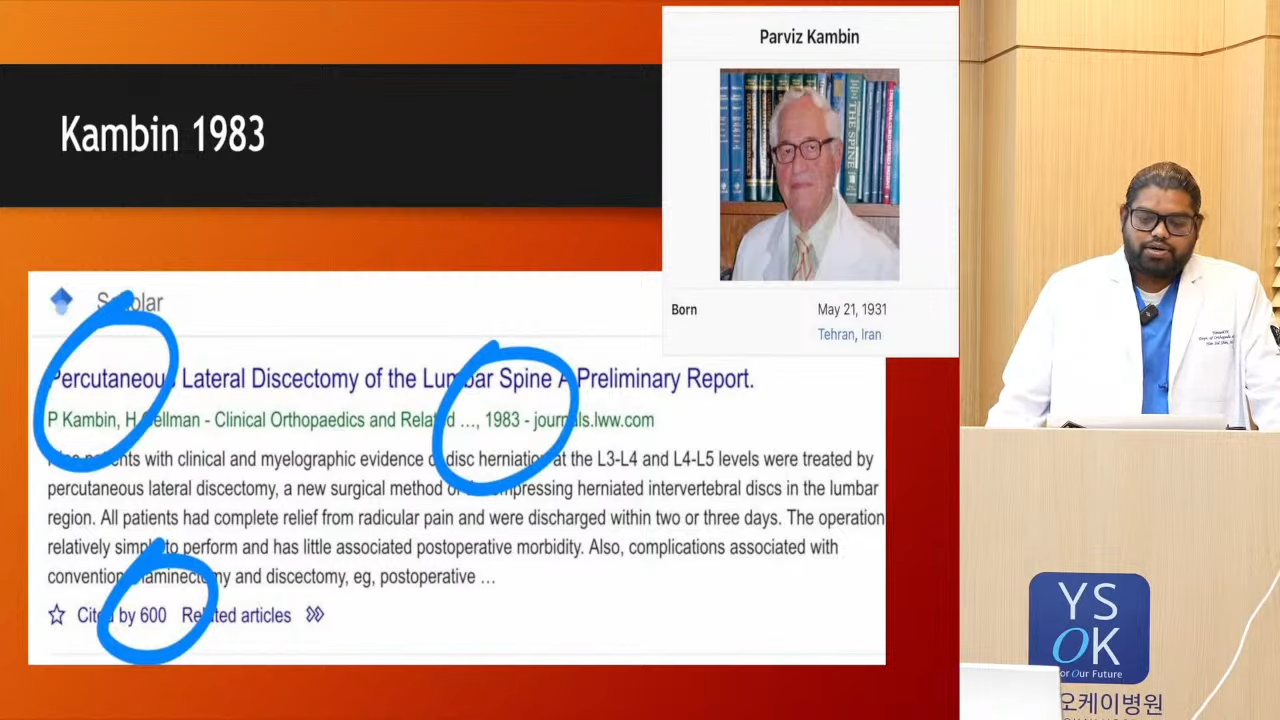 Parviz Kambin
Kambin 1983
THE SPINE
Born May 21, 1931
Tehran, Iran
Scholar
Percutaneous Lateral Discectomy of the Lumbar Spine A Preliminary Report.
P Kambin, H Gellman - Clinical Orthopaedics and Related …, 1983 - journals.lww.com
Nine patients with clinical and myelographic evidence of disc herniation at the L3-L4 and L4-L5 levels were treated by
percutaneous lateral discectomy, a new surgical method of decompressing herniated intervertebral discs in the lumbar
region. All patients had complete relief from radicular pain and were discharged within two or three days. The operation
relatively simple to perform and has little associated postoperative morbidity. Also, complications associated with
conventional laminectomy and discectomy, eg, postoperative …
Cited by 600 Related articles
YS
OK
for Our Future
오케이병원